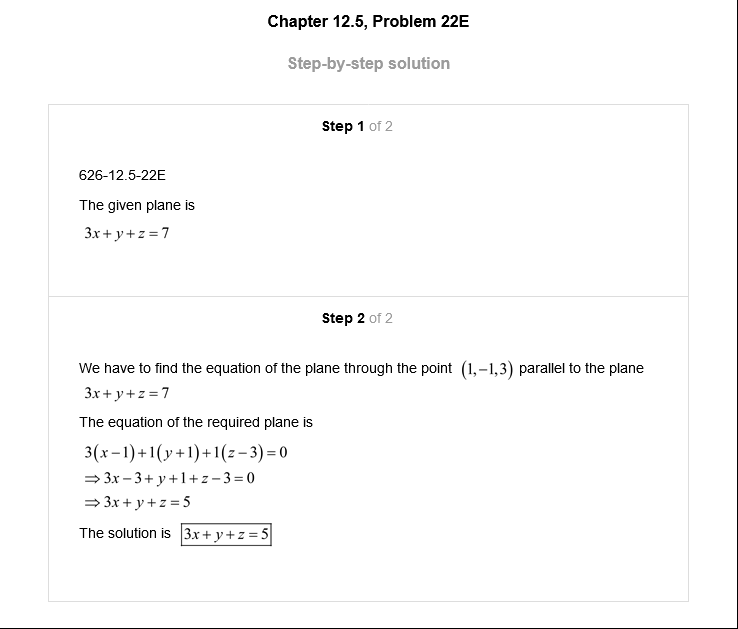 Chapter 12.5, Problem 22E
Step-by-step solution
Step 1 of 2
626-12.5-22E
The given plane is
3x + y + z = 7
Step 2 of 2
We have to find the equation of the plane through the point (1,−1,3) parallel to the plane
3x + y + z = 7
The equation of the required plane is
3(x−1)+1(y+1)+1(z−3)=0
⇒ 3x − 3 + y + 1 + z − 3 = 0
⇒ 3x + y + z = 5
The solution is 3x + y + z = 5